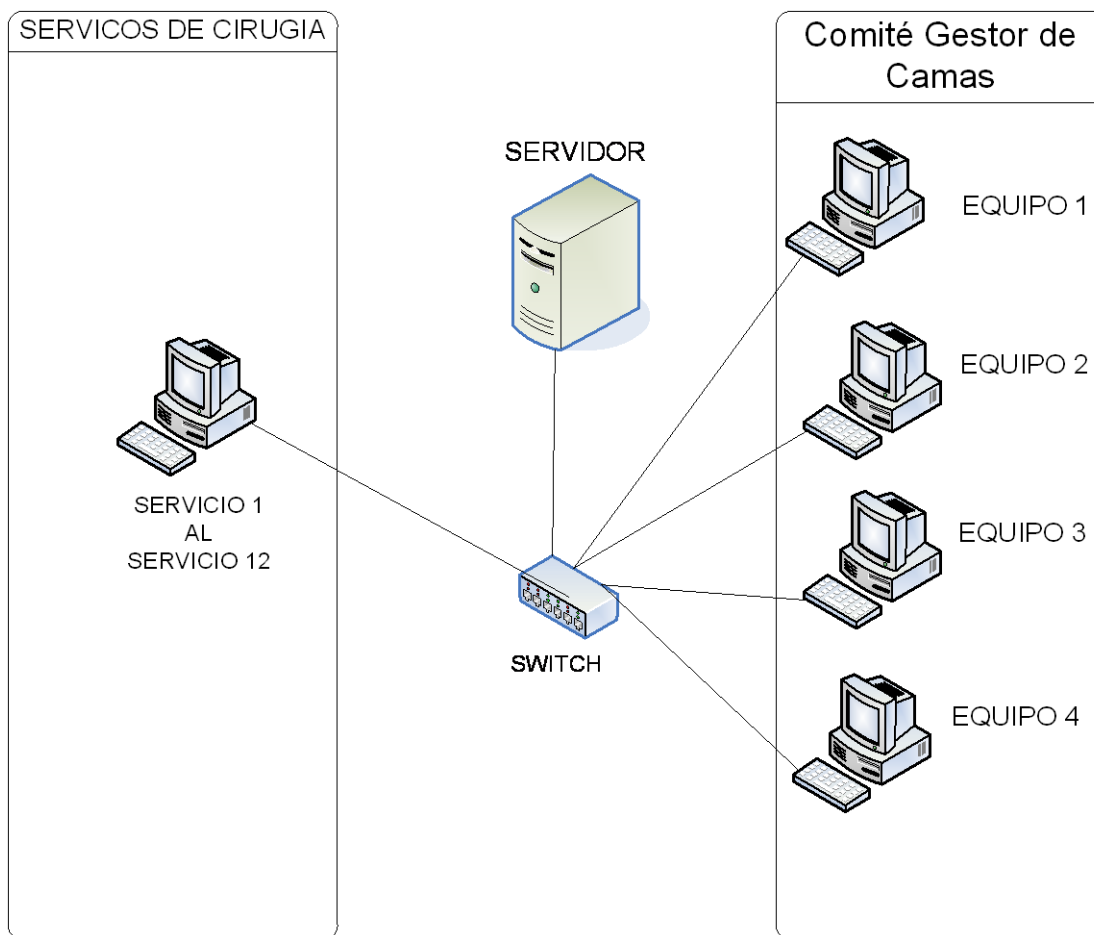 SERVICOS DE CIRUGIA
Comité Gestor de
Camas
SERVIDOR
EQUIPO 1
EQUIPO 2
SERVICIO 1
AL
SERVICIO 12
EQUIPO 3
SWITCH
EQUIPO 4